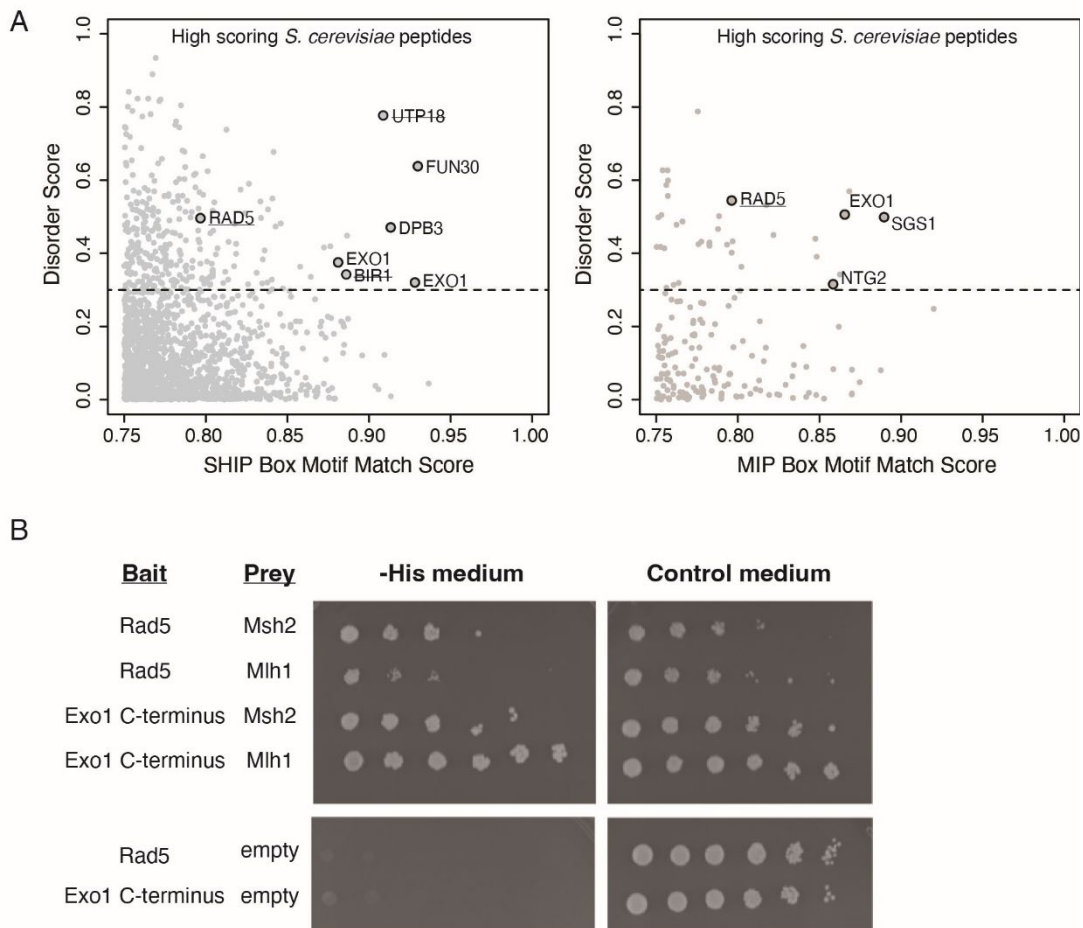 A
High scoring S. cerevisiae peptides
Disorder Score
1.0
0.8
0.6
0.4
0.2
0.0
UTP18
FUN30
RAD5
DPB3
EXO1
BIR1
EXO1
0.75 0.80 0.85 0.90 0.95 1.00
SHIP Box Motif Match Score
High scoring S. cerevisiae peptides
Disorder Score
1.0
0.8
0.6
0.4
0.2
0.0
RAD5
EXO1
SGS1
NTG2
0.75 0.80 0.85 0.90 0.95 1.00
MIP Box Motif Match Score
B
Bait Prey -His medium Control medium
Rad5 Msh2
Rad5 Mlh1
Exo1 C-terminus Msh2
Exo1 C-terminus Mlh1
Rad5 empty
Exo1 C-terminus empty